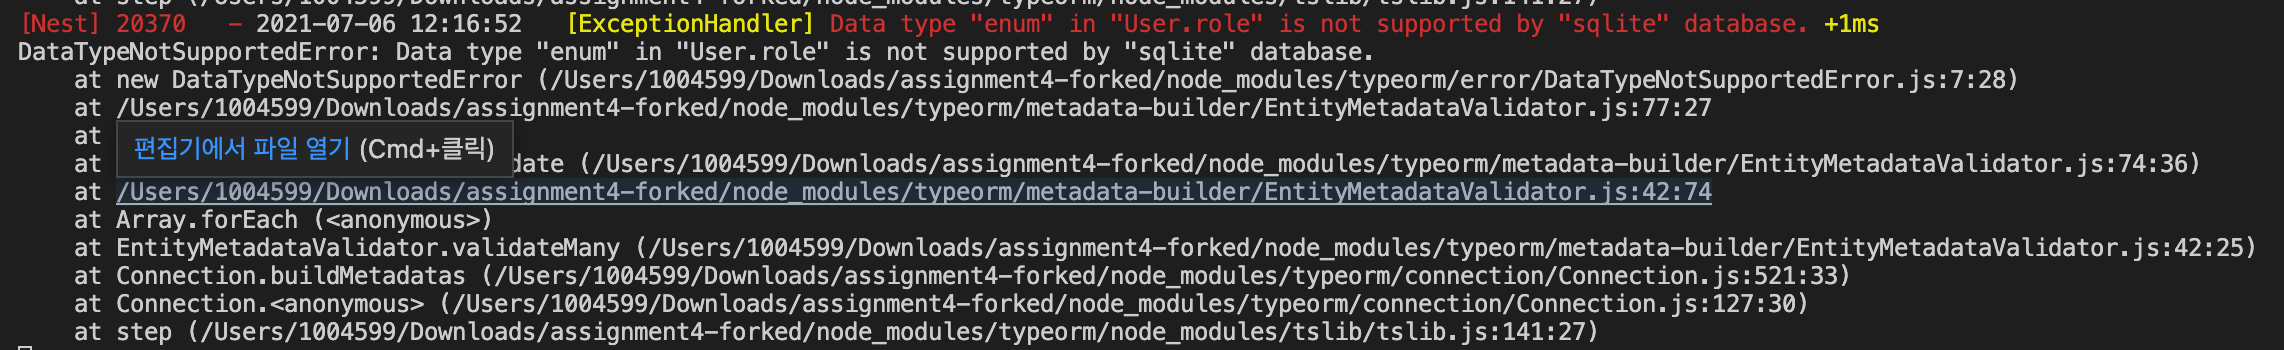 [Nest] 20370   - 2021-07-06 12:16:52   [ExceptionHandler] Data type "enum" in "User.role" is not supported by "sqlite" database. +1ms
DataTypeNotSupportedError: Data type "enum" in "User.role" is not supported by "sqlite" database.
    at new DataTypeNotSupportedError (/Users/1004599/Downloads/assignment4-forked/node_modules/typeorm/error/DataTypeNotSupportedError.js:7:28)
    at /Users/1004599/Downloads/assignment4-forked/node_modules/typeorm/metadata-builder/EntityMetadataValidator.js:77:27
    at
편집기에서 파일 열기 (Cmd+클릭)
    at date (/Users/1004599/Downloads/assignment4-forked/node_modules/typeorm/metadata-builder/EntityMetadataValidator.js:74:36)
    at /Users/1004599/Downloads/assignment4-forked/node_modules/typeorm/metadata-builder/EntityMetadataValidator.js:42:74
    at Array.forEach (<anonymous>)
    at EntityMetadataValidator.validateMany (/Users/1004599/Downloads/assignment4-forked/node_modules/typeorm/metadata-builder/EntityMetadataValidator.js:42:25)
    at Connection.buildMetadatas (/Users/1004599/Downloads/assignment4-forked/node_modules/typeorm/connection/Connection.js:521:33)
    at Connection.<anonymous> (/Users/1004599/Downloads/assignment4-forked/node_modules/typeorm/connection/Connection.js:127:30)
    at step (/Users/1004599/Downloads/assignment4-forked/node_modules/typeorm/node_modules/tslib/tslib.js:141:27)